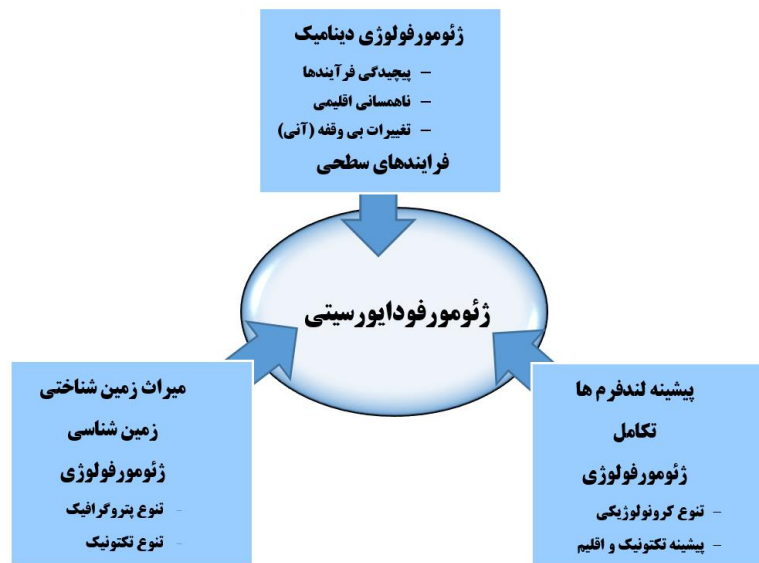 ژئومورفولوژی دینامیک
- پیچیدگی فرآیندها
- ناهمسانی اقلیمی
- تغییرات بی وقفه (آنی)
فرایندهای سطحی
ژئومورفودایورسیتی
میراث زمین شناختی
زمین شناسی
ژئومورفولوژی
- تنوع پتروگرافیک
- تنوع تکتونیک
پیشینه لندفرم ها
تکامل
ژئومورفولوژی
- تنوع کرونولوژیکی
- پیشینه تکتونیک و اقلیم